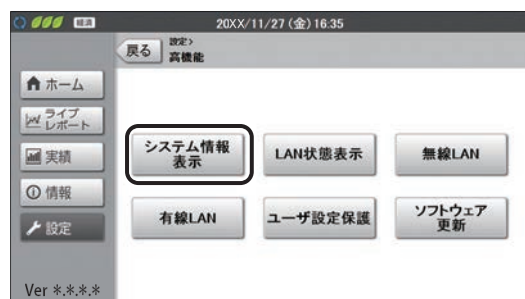 経済
20XX/11/27 (金) 16:35
戻る
設定>
高機能
ホーム
ライブ
レポート
実績
情報
設定
システム情報
表示
LAN状態表示
無線LAN
有線LAN
ユーザ設定保護
ソフトウェア
更新
Ver *.*.*.*